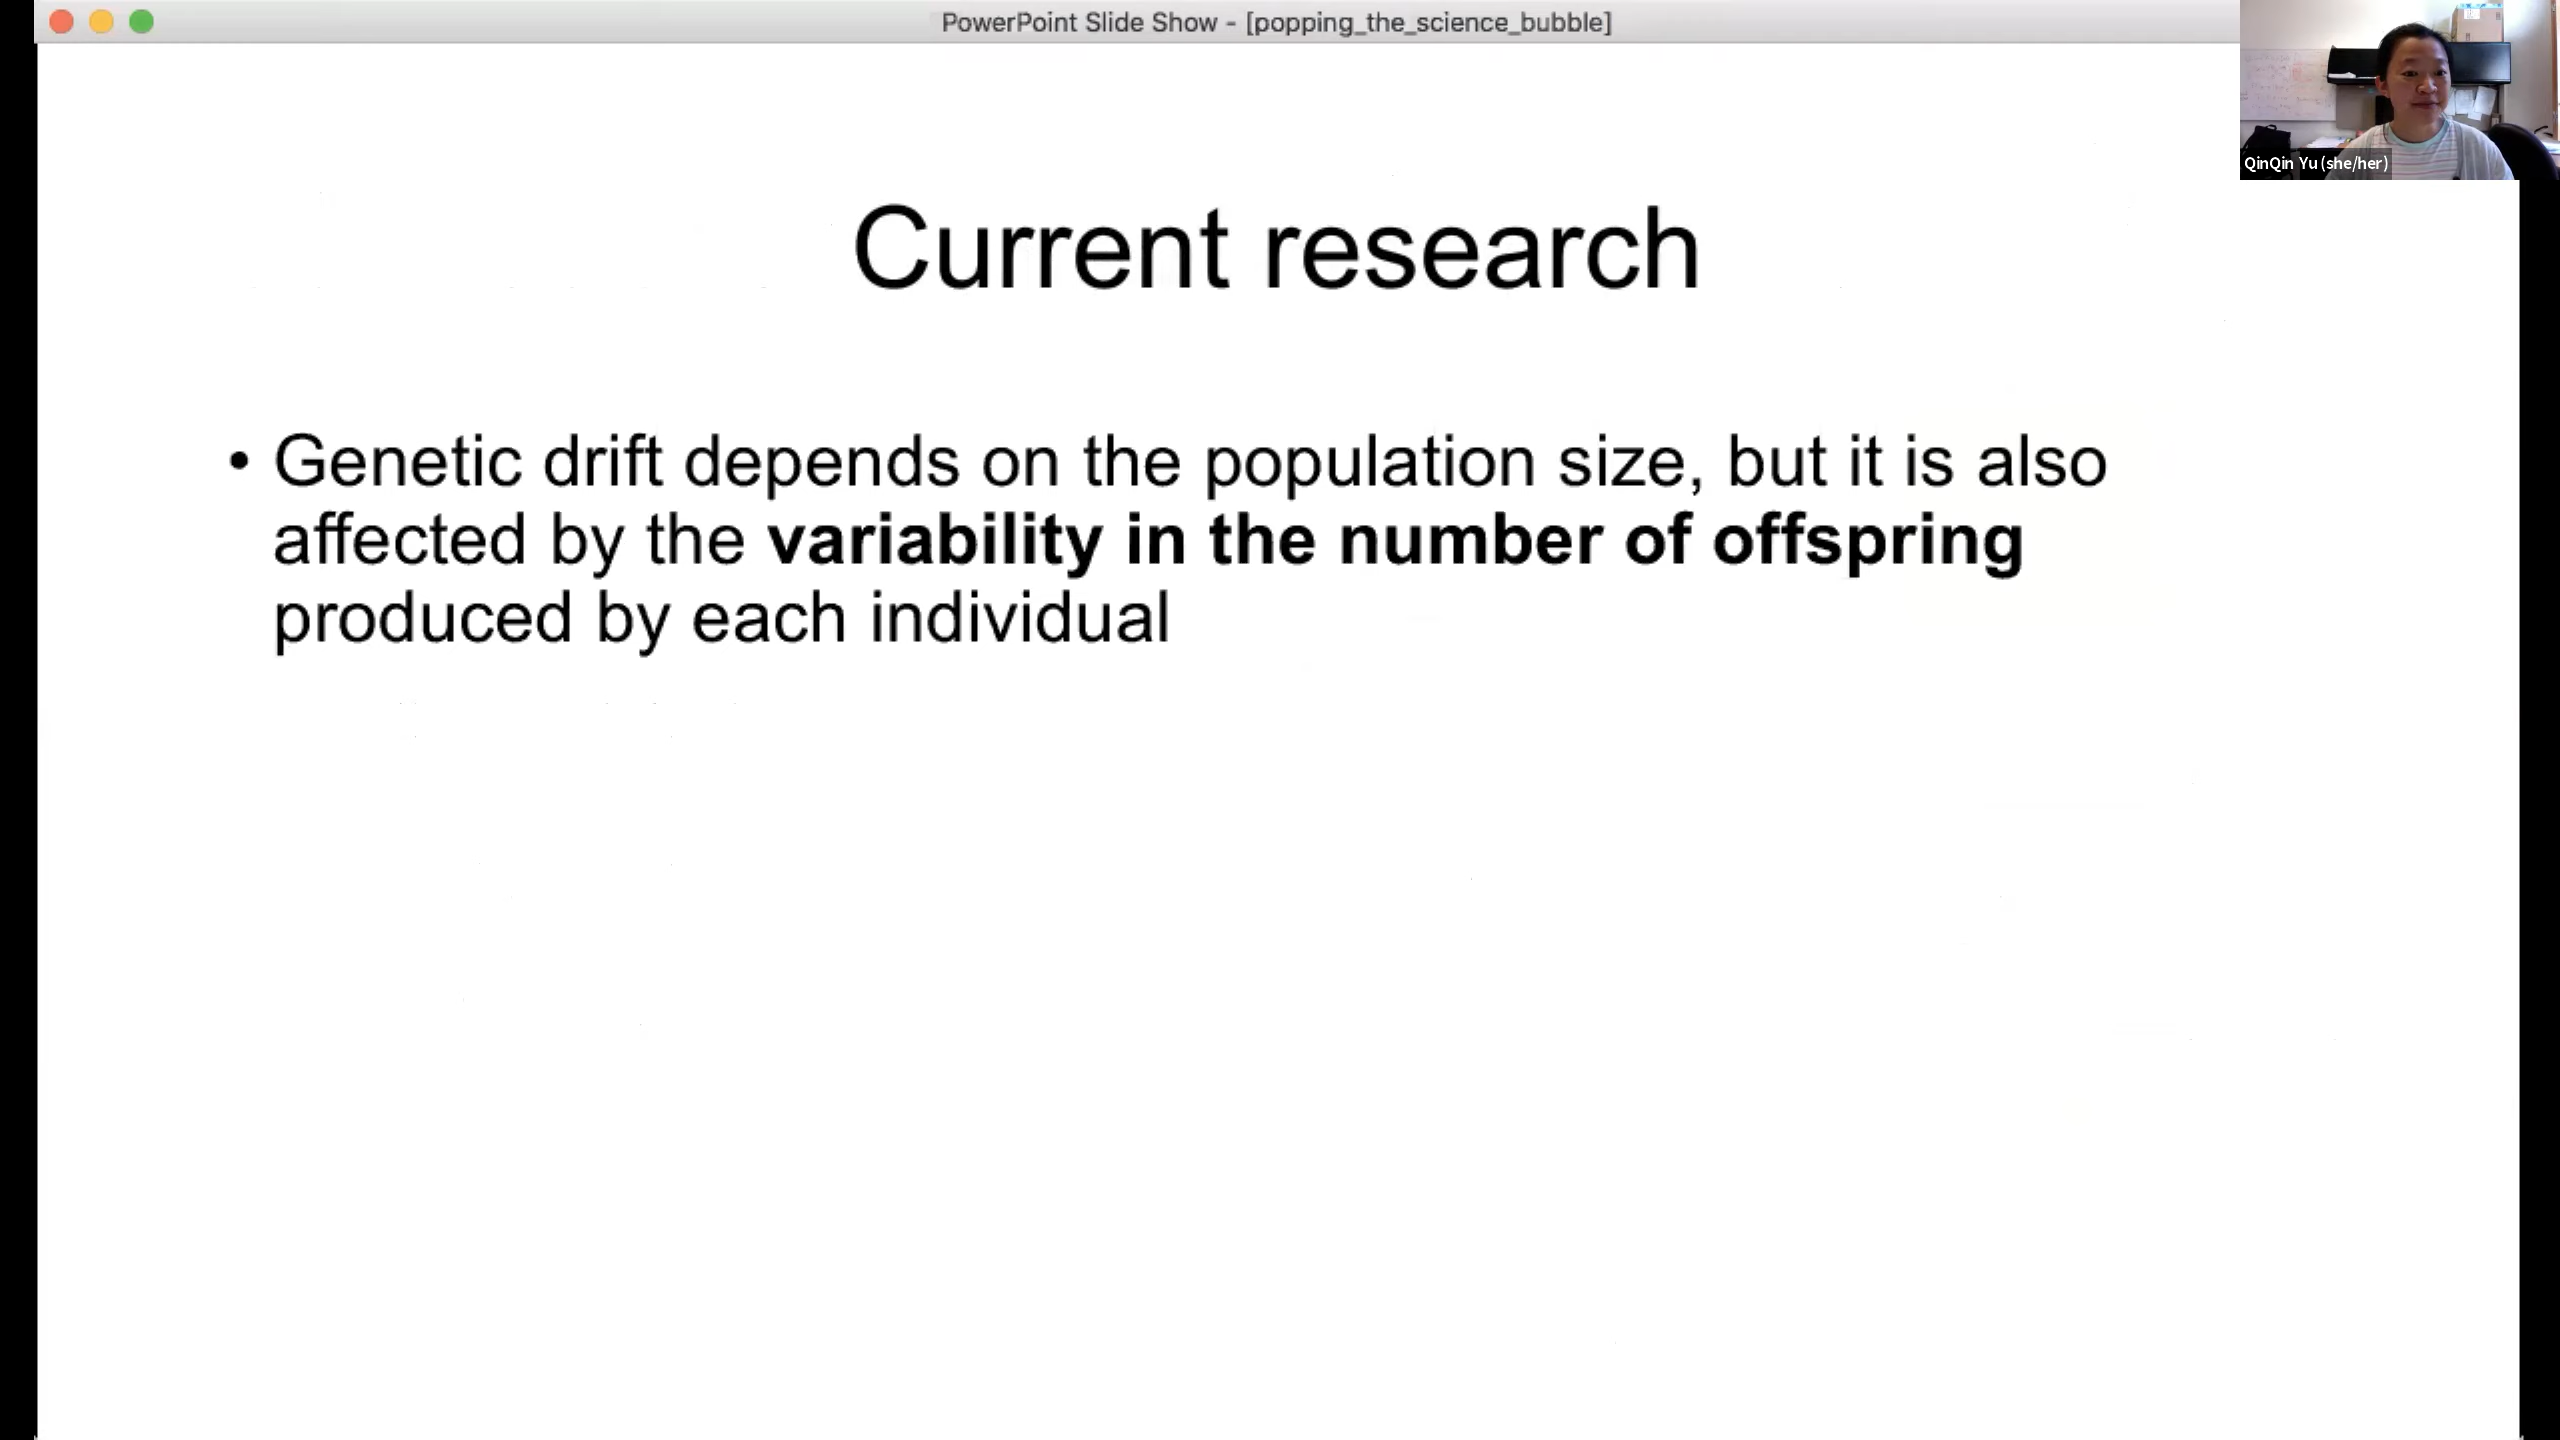 PowerPoint Slide Show - [popping_the_science_bubble]
QinQin Yu (she/her)
Current research
• Genetic drift depends on the population size, but it is also
affected by the variability in the number of offspring
produced by each individual